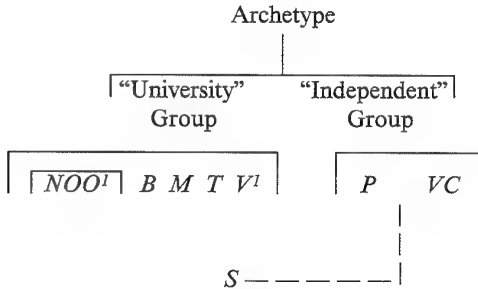 Archetype
“University” “Independent”
Group Group
NOO¹ B M T V¹ P VC
S